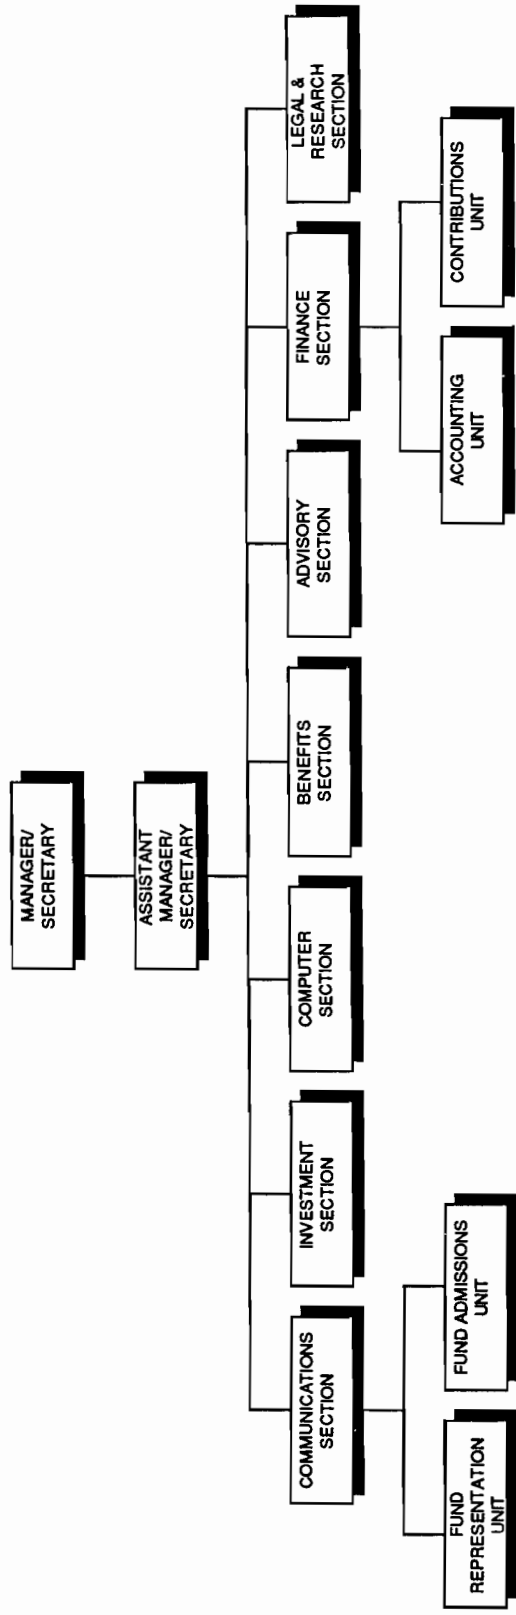 MANAGER/
SECRETARY
ASSISTANT
MANAGER/
SECRETARY
COMMUNICATIONS
SECTION
INVESTMENT
SECTION
COMPUTER
SECTION
BENEFITS
SECTION
ADVISORY
SECTION
FINANCE
SECTION
LEGAL &
RESEARCH
SECTION
FUND
REPRESENTATION
UNIT
FUND ADMISSIONS
UNIT
ACCOUNTING
UNIT
CONTRIBUTIONS
UNIT